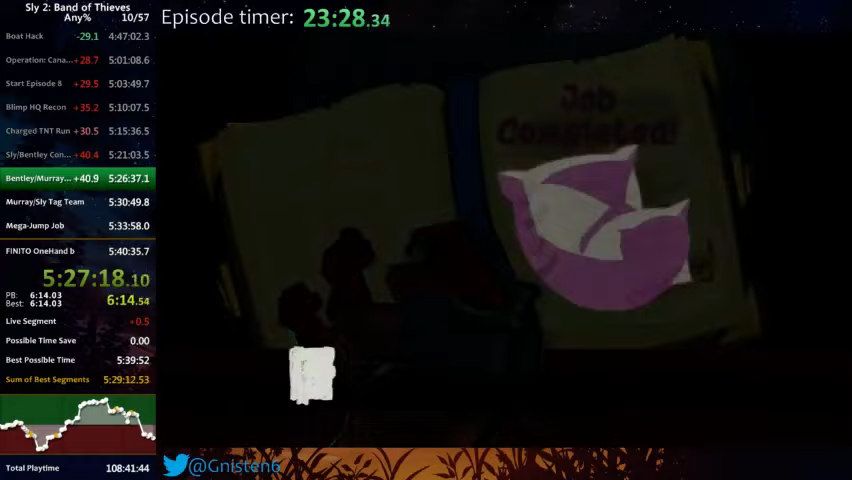 Sly 2: Band of Thieves
Any% 10/57
Boat Hack -29.1 4:47:02.3
Operation: Cana... +28.7 5:01:08.6
Start Episode 8 +29.5 5:03:49.7
Blimp HQ Recon +35.2 5:10:07.5
Charged TNT Run +30.5 5:15:36.5
Sly/Bentley Con... +40.4 5:21:03.5
Bentley/Murray... +40.9 5:26:37.1
Murray/Sly Tag Team 5:30:49.8
Mega-Jump Job 5:33:58.0
FINITO OneHand b 5:40:35.7
5:27:18.10
PB: 6:14.03
Best: 6:14.03
6:14.54
Live Segment +0.5
Possible Time Save 0.00
Best Possible Time 5:39:52
Sum of Best Segments 5:29:12.53
Total Playtime 108:41:44
Episode timer: 23:28.34
Job
Completed!
@Gnisten6